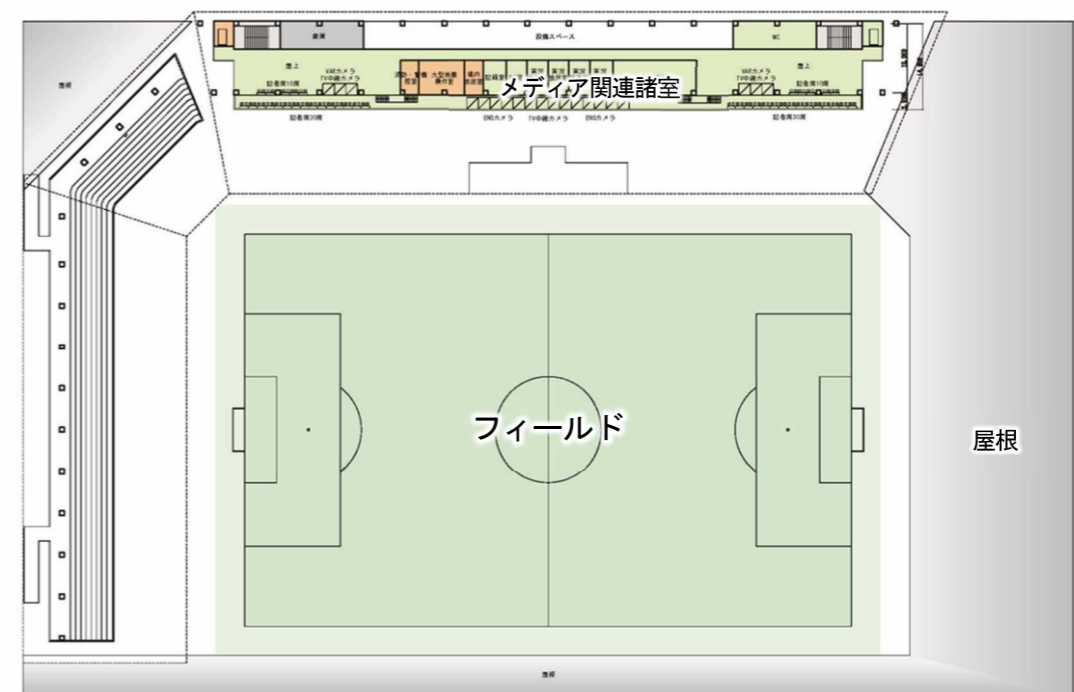 倉庫
設備スペース
WC
屋根
屋上
VARカメラ
TV中継カメラ
記者席10席
大型映像
操作室
場内
放送室
記録室
実況
実況
実況
実況
メディア関連諸室
VARカメラ
TV中継カメラ
屋上
記者席10席
記者席30席
ENGカメラ
TV中継カメラ
ENGカメラ
記者席30席
フィールド
屋根
屋根